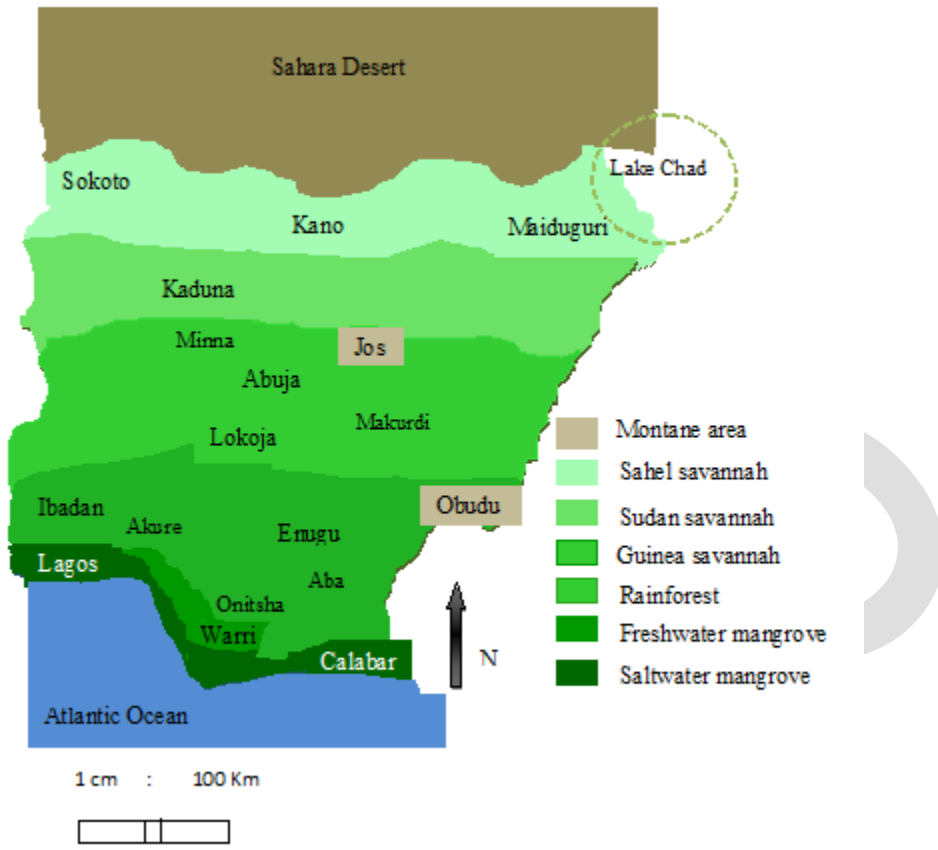 Sahara Desert
Lake Chad
Sokoto
Kano
Maiduguri
Kaduna
Minna
Jos
Abuja
Makurdi
Lokoja
Montane area
Sahel savannah
Ibadan
Obudu
Akure
Enugu
Sudan savannah
Guinea savannah
Lagos
Aba
Rainforest
Onitsha
Warri
Freshwater mangrove
Calabar
N
Saltwater mangrove
Atlantic Ocean
1 cm : 100 Km